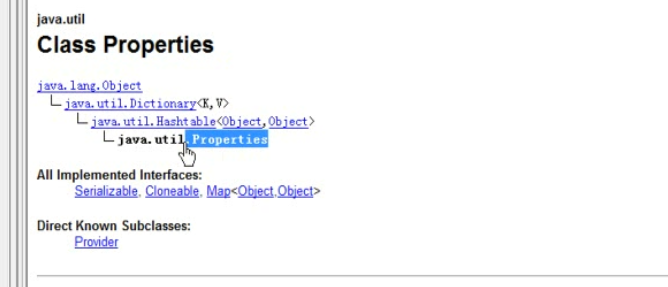 java.util
Class Properties
java.lang.Object
java.util.Dictionary<K,V>
java.util.Hashtable<Object,Object>
java.util.Properties
All Implemented Interfaces:
Serializable, Cloneable, Map<Object,Object>
Direct Known Subclasses:
Provider